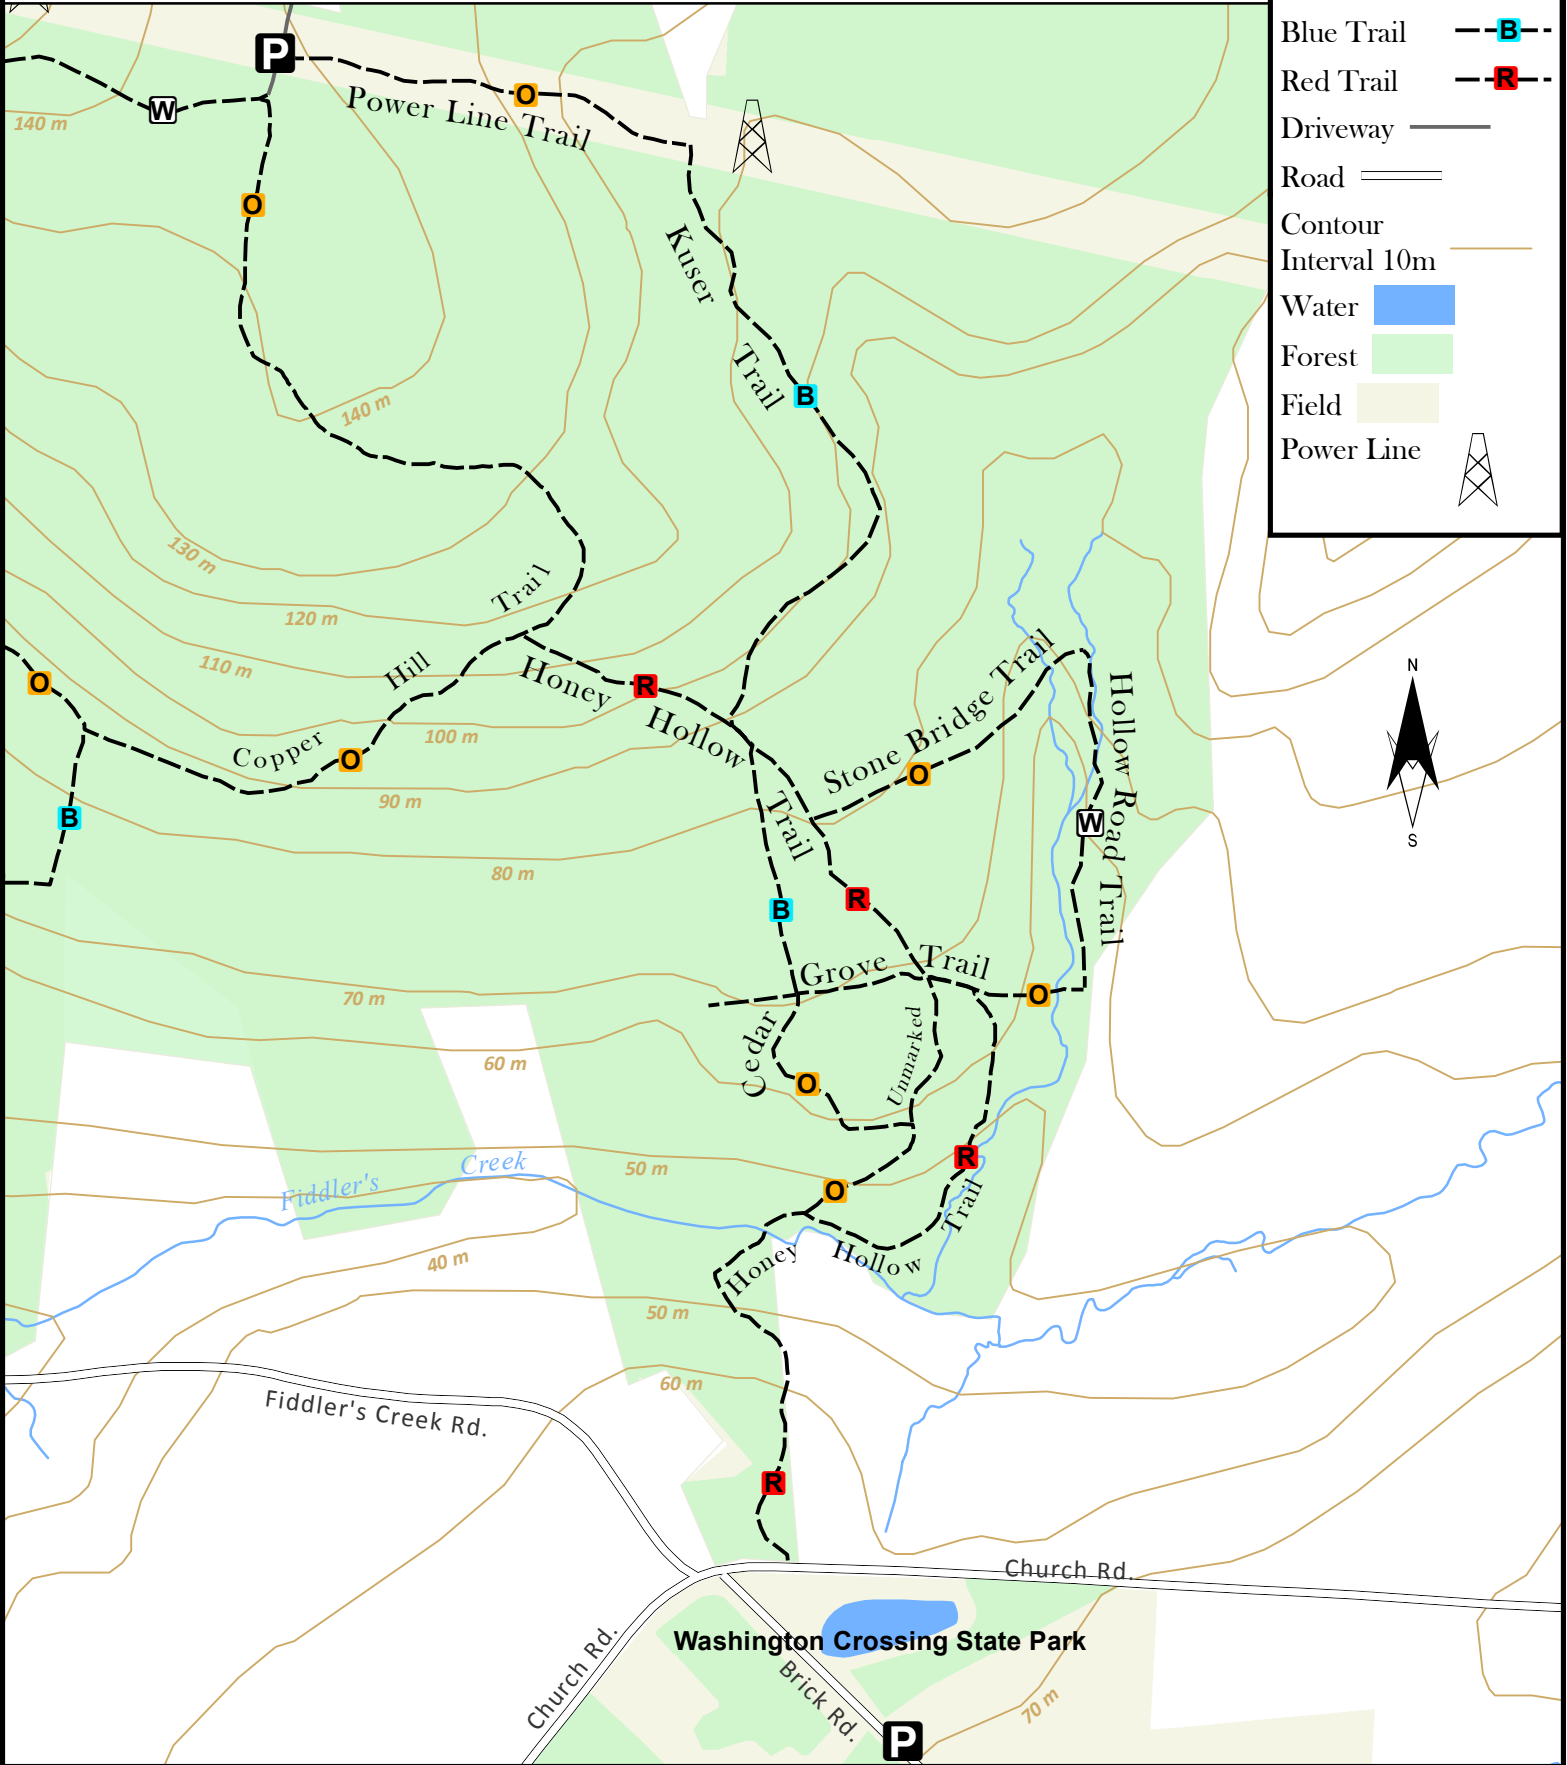 Blue Trail B
Red Trail R
Driveway
Road
Contour
Interval 10m
Water
Forest
Field
Power Line
P
W
140 m
O
Power Line Trail
O
Kuser
Trail
B
140 m
130 m
120 m
110 m
100 m
90 m
80 m
70 m
60 m
50 m
40 m
50 m
60 m
70 m
O
B
Copper
Hill
Trail
O
Honey
Hollow
Trail
R
Stone Bridge Trail
O
Hollow Road Trail
W
N
S
B
R
Grove Trail
O
Cedar
O
Unmarked
R
O
Honey
Hollow
Trail
Fiddler's
Creek
Fiddler's Creek Rd.
R
Church Rd.
Church Rd.
Washington Crossing State Park
Brick Rd.
P